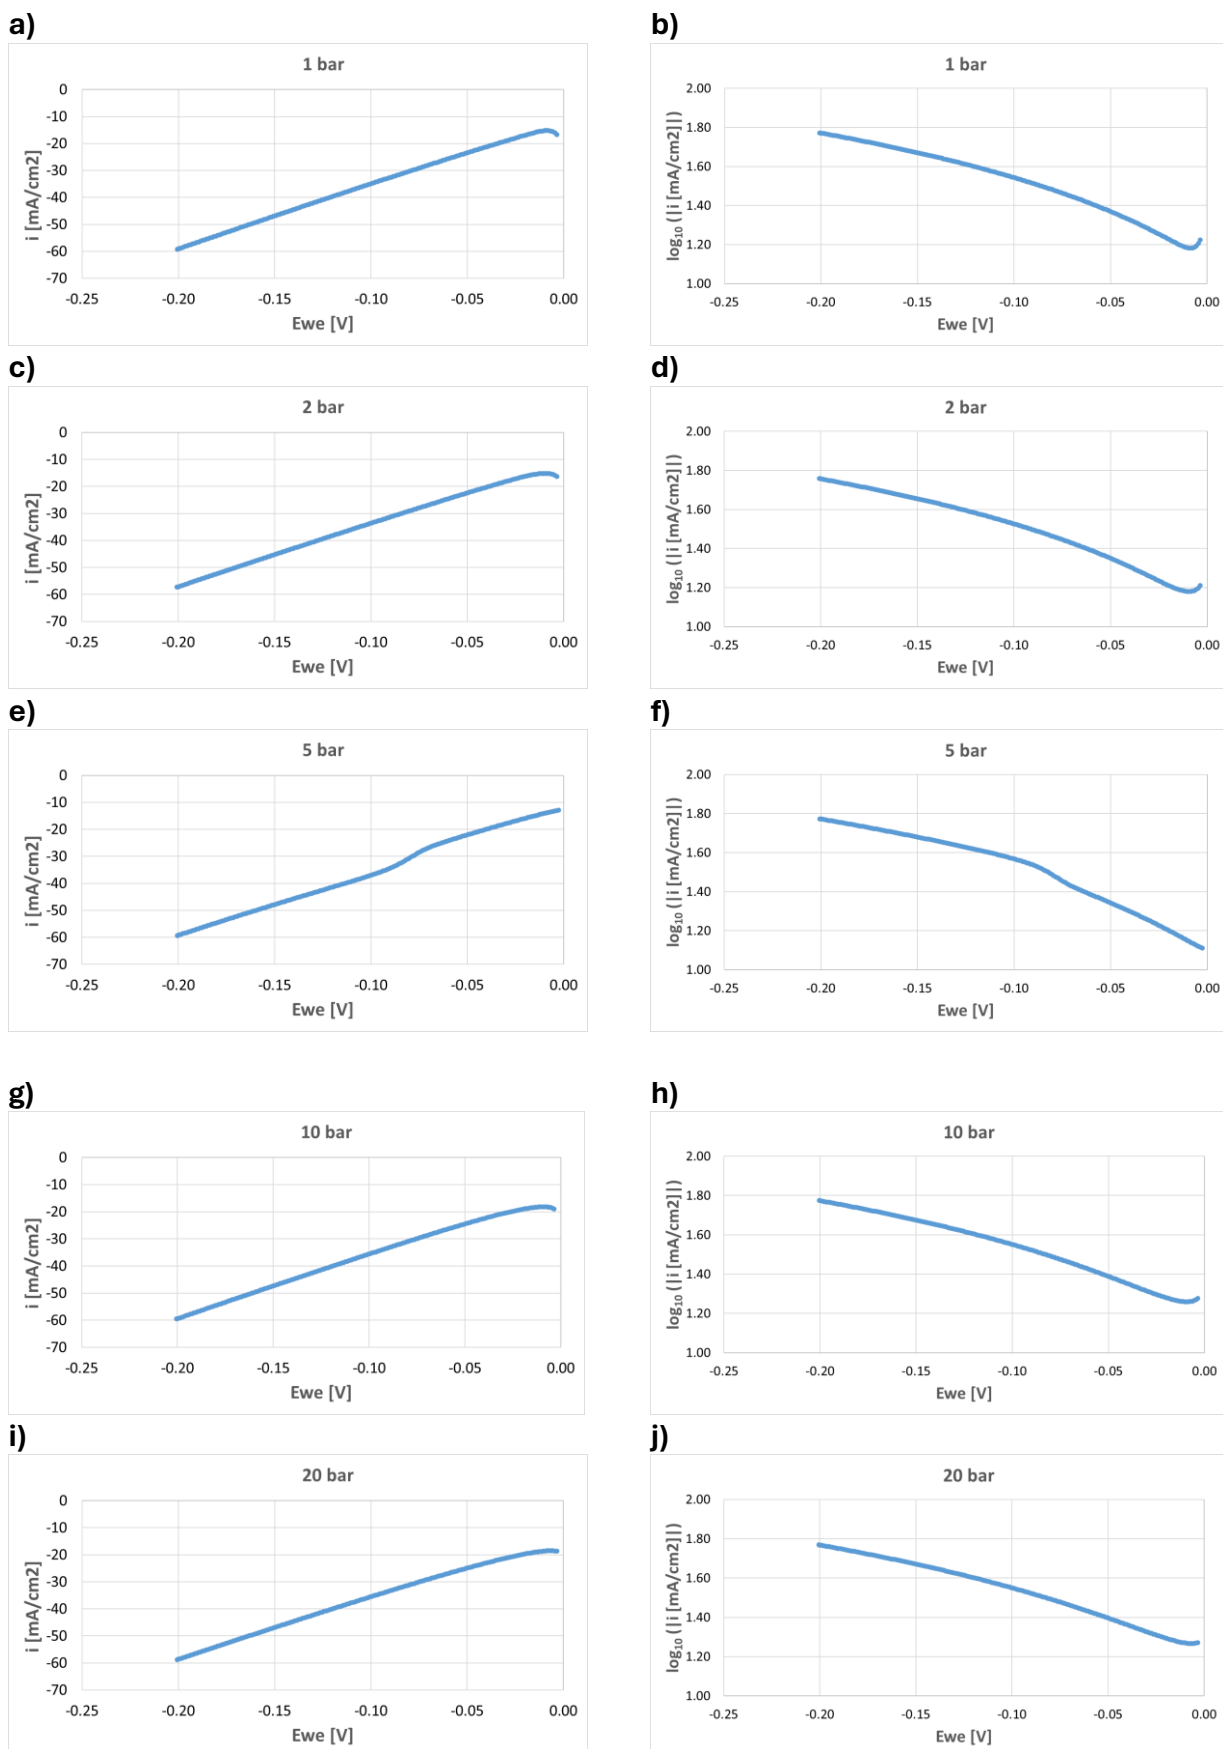 a)
1 bar
0
-10
-20
-30
-40
-50
-60
-70
-0.25 -0.20 -0.15 -0.10 -0.05 0.00
i [mA/cm2]
Ewe [V]
b)
1 bar
2.00
1.80
1.60
1.40
1.20
1.00
-0.25 -0.20 -0.15 -0.10 -0.05 0.00
log₁₀ (|i [mA/cm2]|)
Ewe [V]
c)
2 bar
0
-10
-20
-30
-40
-50
-60
-70
-0.25 -0.20 -0.15 -0.10 -0.05 0.00
i [mA/cm2]
Ewe [V]
d)
2 bar
2.00
1.80
1.60
1.40
1.20
1.00
-0.25 -0.20 -0.15 -0.10 -0.05 0.00
log₁₀ (|i [mA/cm2]|)
Ewe [V]
e)
5 bar
0
-10
-20
-30
-40
-50
-60
-70
-0.25 -0.20 -0.15 -0.10 -0.05 0.00
i [mA/cm2]
Ewe [V]
f)
5 bar
2.00
1.80
1.60
1.40
1.20
1.00
-0.25 -0.20 -0.15 -0.10 -0.05 0.00
log₁₀ (|i [mA/cm2]|)
Ewe [V]
g)
10 bar
0
-10
-20
-30
-40
-50
-60
-70
-0.25 -0.20 -0.15 -0.10 -0.05 0.00
i [mA/cm2]
Ewe [V]
h)
10 bar
2.00
1.80
1.60
1.40
1.20
1.00
-0.25 -0.20 -0.15 -0.10 -0.05 0.00
log₁₀ (|i [mA/cm2]|)
Ewe [V]
i)
20 bar
0
-10
-20
-30
-40
-50
-60
-70
-0.25 -0.20 -0.15 -0.10 -0.05 0.00
i [mA/cm2]
Ewe [V]
j)
20 bar
2.00
1.80
1.60
1.40
1.20
1.00
-0.25 -0.20 -0.15 -0.10 -0.05 0.00
log₁₀ (|i [mA/cm2]|)
Ewe [V]